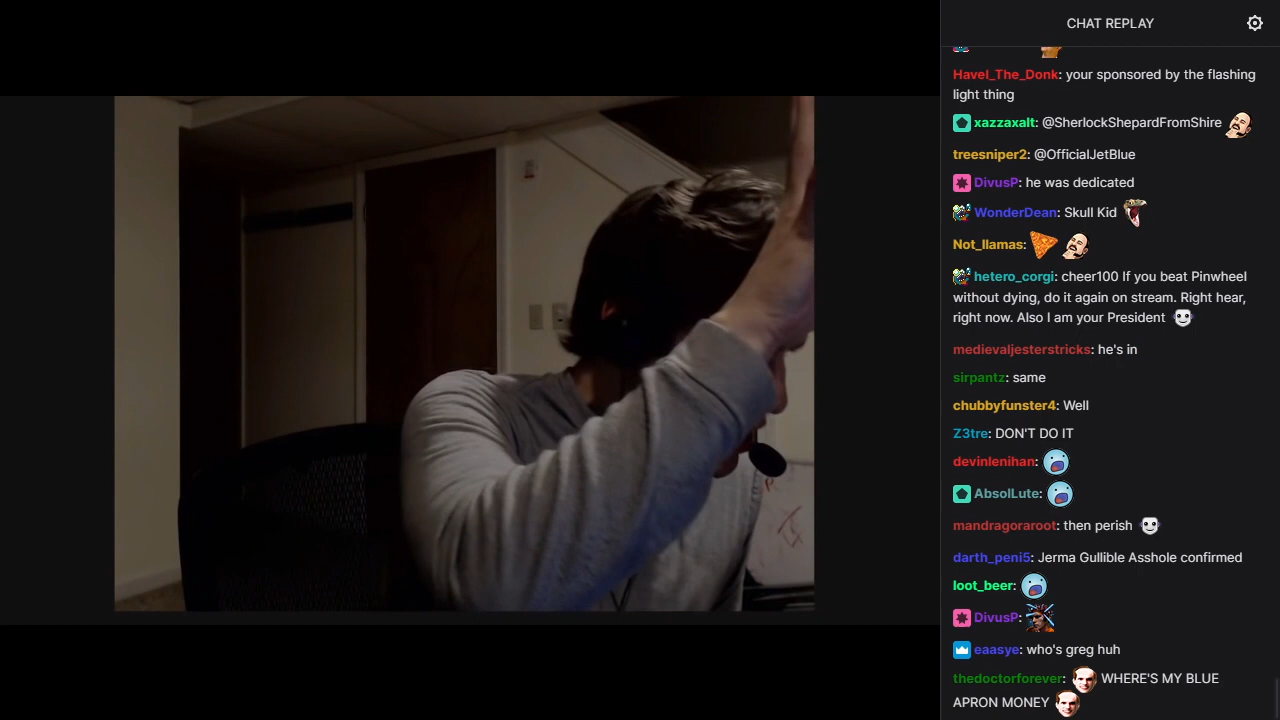 CHAT REPLAY
Havel_The_Donk: your sponsored by the flashing
light thing
xazzaxalt: @SherlockShepardFromShire
treesniper2: @OfficialJetBlue
DivusP: he was dedicated
WonderDean: Skull Kid
Not_llamas:
hetero_corgi: cheer100 If you beat Pinwheel
without dying, do it again on stream. Right hear,
right now. Also I am your President
medievaljesterstricks: he's in
sirpantz: same
chubbyfunster4: Well
Z3tre: DON'T DO IT
devinlenihan:
AbsolLute:
mandragoraroot: then perish
darth_peni5: Jerma Gullible Asshole confirmed
loot_beer:
DivusP:
eaasye: who's greg huh
thedoctorforever: WHERE'S MY BLUE
APRON MONEY